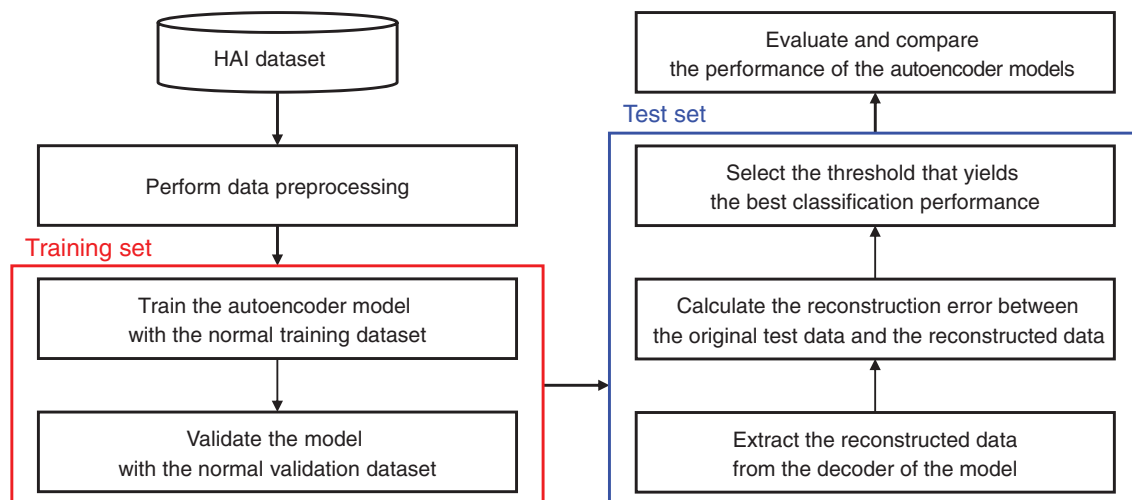 HAI dataset
Perform data preprocessing
Training set
Train the autoencoder model
with the normal training dataset
Validate the model
with the normal validation dataset
Evaluate and compare
the performance of the autoencoder models
Test set
Select the threshold that yields
the best classification performance
Calculate the reconstruction error between
the original test data and the reconstructed data
Extract the reconstructed data
from the decoder of the model